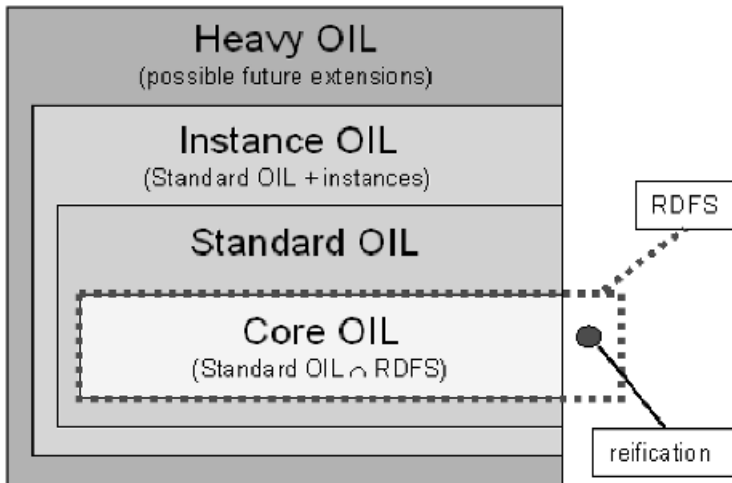 Heavy OIL
(possible future extensions)
Instance OIL
(Standard OIL + instances)
Standard OIL
RDFS
Core OIL
(Standard OIL ∩ RDFS)
reification